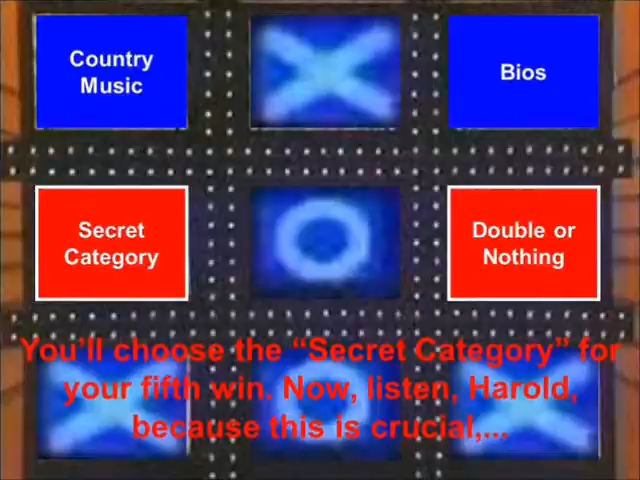 Country
Music
Bios
Secret
Category
Double or
Nothing
You'll choose the “Secret Category” for
your fifth win. Now, listen, Harold,
because this is crucial,...